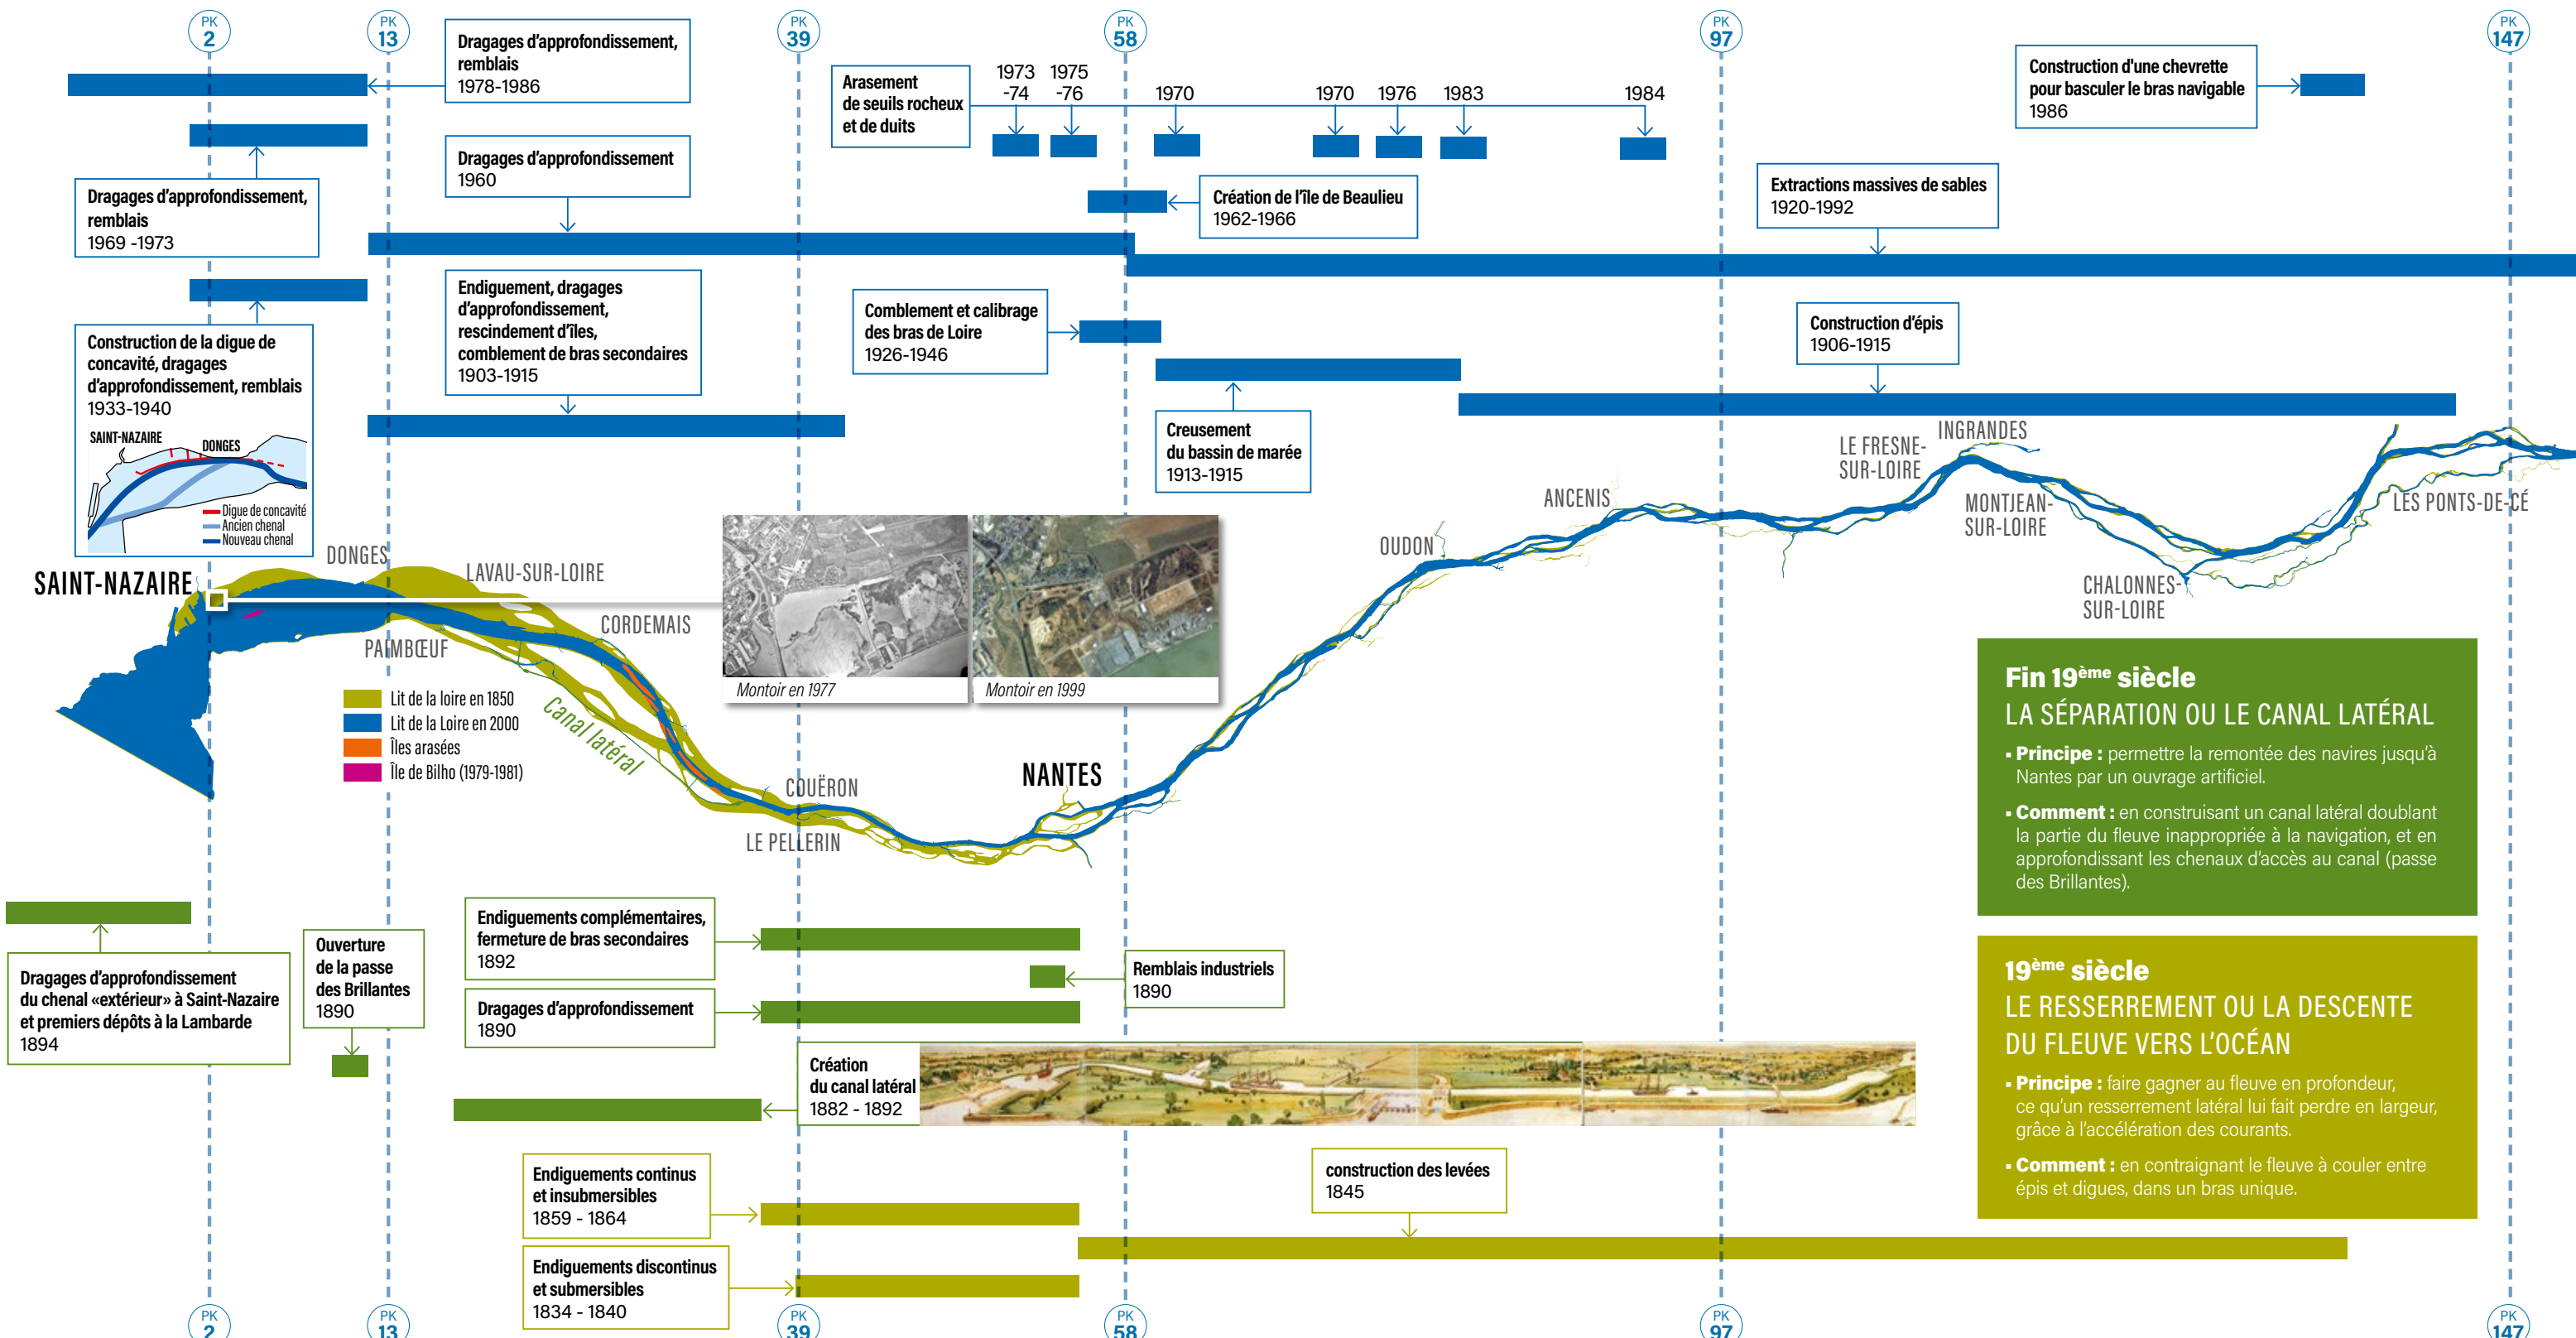 PK
2
PK
13
PK
39
PK
58
PK
97
PK
147
Dragages d'approfondissement,
remblais
1978-1986
Arasement
de seuils rocheux
et de duits
1973
-74
1975
-76
1970
1970
1976
1983
1984
Construction d'une chevrette
pour basculer le bras navigable
1986
Dragages d'approfondissement
1960
Dragages d'approfondissement,
remblais
1969 -1973
Création de l'île de Beaulieu
1962-1966
Extractions massives de sables
1920-1992
Endiguement, dragages
d'approfondissement,
rescindement d'îles,
comblement de bras secondaires
1903-1915
Comblement et calibrage
des bras de Loire
1926-1946
Construction d'épis
1906-1915
Construction de la digue de
concavité, dragages
d'approfondissement, remblais
1933-1940
SAINT-NAZAIRE
DONGES
Digue de concavité
Ancien chenal
Nouveau chenal
Creusement
du bassin de marée
1913-1915
INGRANDES
LE FRESNE-
SUR-LOIRE
MONTJEAN-
SUR-LOIRE
LES PONTS-DE-CÉ
ANCENIS
OUDON
CHALONNES-
SUR-LOIRE
DONGES
SAINT-NAZAIRE
LAVAU-SUR-LOIRE
CORDEMAIS
PAIMBŒUF
Canal latéral
Lit de la loire en 1850
Lit de la Loire en 2000
Îles arasées
Île de Bilho (1979-1981)
Montoir en 1977
Montoir en 1999
COUËRON
NANTES
LE PELLERIN
Fin 19ème siècle
LA SÉPARATION OU LE CANAL LATÉRAL
▪ Principe : permettre la remontée des navires jusqu'à
Nantes par un ouvrage artificiel.
▪ Comment : en construisant un canal latéral doublant
la partie du fleuve inappropriée à la navigation, et en
approfondissant les chenaux d'accès au canal (passe
des Brillantes).
Dragages d'approfondissement
du chenal «extérieur» à Saint-Nazaire
et premiers dépôts à la Lambarde
1894
Ouverture
de la passe
des Brillantes
1890
Endiguements complémentaires,
fermeture de bras secondaires
1892
Remblais industriels
1890
Dragages d'approfondissement
1890
Création
du canal latéral
1882 - 1892
19ème siècle
LE RESSERREMENT OU LA DESCENTE
DU FLEUVE VERS L'OCÉAN
▪ Principe : faire gagner au fleuve en profondeur,
ce qu'un resserrement latéral lui fait perdre en largeur,
grâce à l'accélération des courants.
▪ Comment : en contraignant le fleuve à couler entre
épis et digues, dans un bras unique.
Endiguements continus
et insubmersibles
1859 - 1864
construction des levées
1845
Endiguements discontinus
et submersibles
1834 - 1840
PK
2
PK
13
PK
39
PK
58
PK
97
PK
147